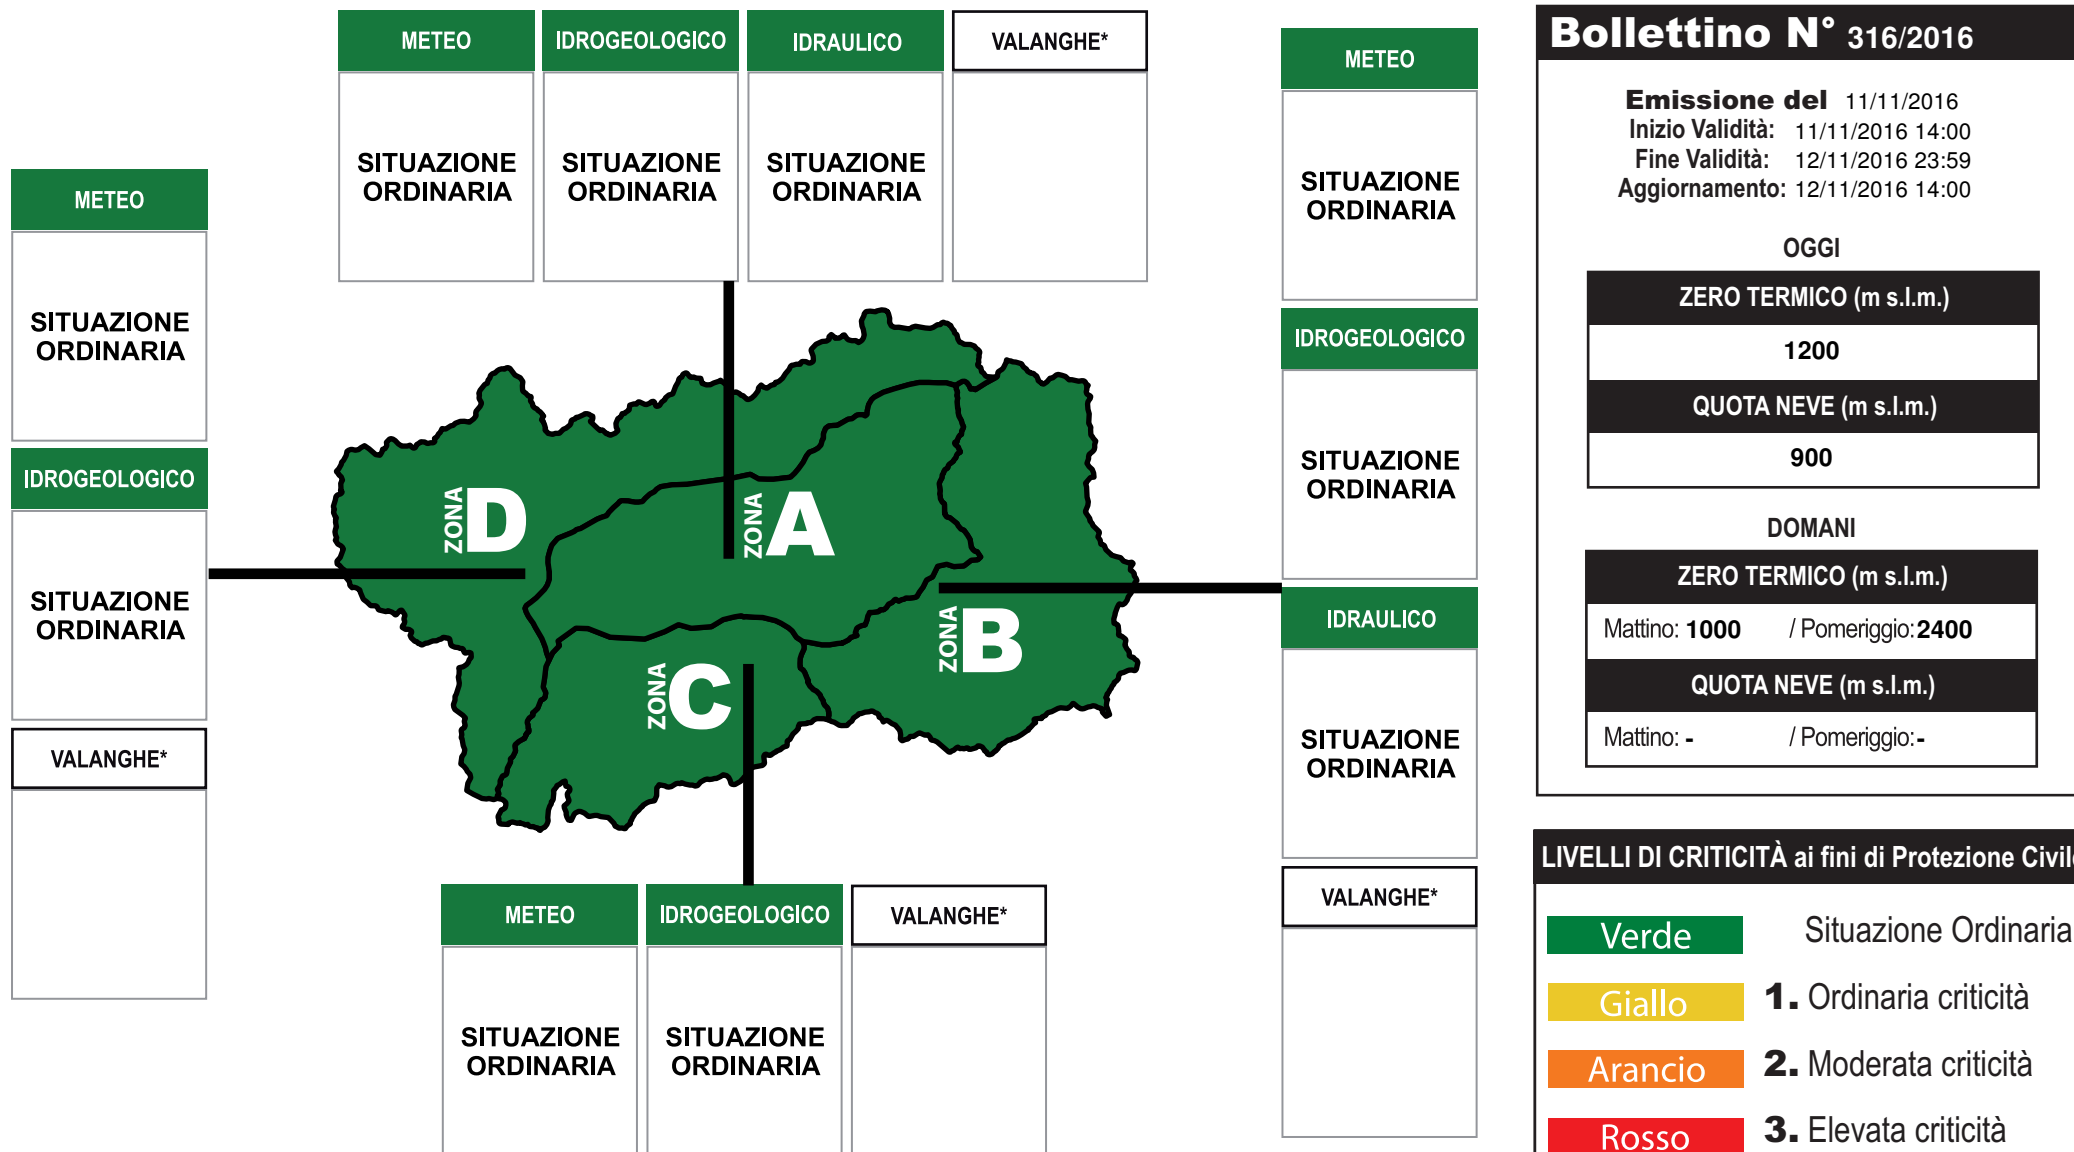 METEO
IDROGEOLOGICO
IDRAULICO
VALANGHE*
SITUAZIONE
ORDINARIA
SITUAZIONE
ORDINARIA
SITUAZIONE
ORDINARIA
METEO
SITUAZIONE
ORDINARIA
IDROGEOLOGICO
SITUAZIONE
ORDINARIA
VALANGHE*
ZONA D
ZONA A
ZONA B
ZONA C
METEO
SITUAZIONE
ORDINARIA
IDROGEOLOGICO
SITUAZIONE
ORDINARIA
IDRAULICO
SITUAZIONE
ORDINARIA
VALANGHE*
METEO
IDROGEOLOGICO
VALANGHE*
SITUAZIONE
ORDINARIA
SITUAZIONE
ORDINARIA
Bollettino N° 316/2016
Emissione del 11/11/2016
Inizio Validità: 11/11/2016 14:00
Fine Validità: 12/11/2016 23:59
Aggiornamento: 12/11/2016 14:00
OGGI
ZERO TERMICO (m s.l.m.)
1200
QUOTA NEVE (m s.l.m.)
900
DOMANI
ZERO TERMICO (m s.l.m.)
Mattino: 1000 / Pomeriggio: 2400
QUOTA NEVE (m s.l.m.)
Mattino: - / Pomeriggio: -
LIVELLI DI CRITICITÀ ai fini di Protezione Civile
Verde Situazione Ordinaria
Giallo 1. Ordinaria criticità
Arancio 2. Moderata criticità
Rosso 3. Elevata criticità